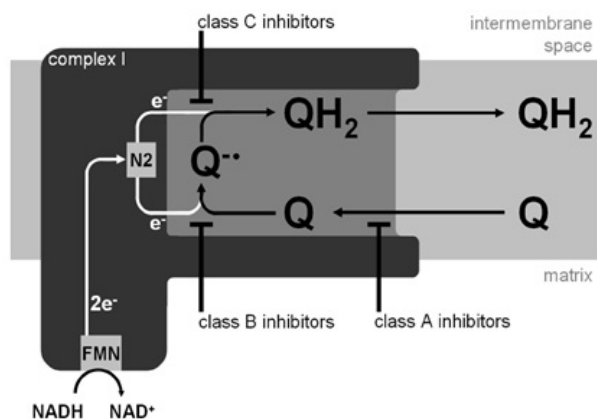 class C inhibitors
intermembrane
space
complex I
e-
QH2
QH2
N2
Q-•
Q
Q
e-
matrix
2e-
class B inhibitors
class A inhibitors
FMN
NADH
NAD+